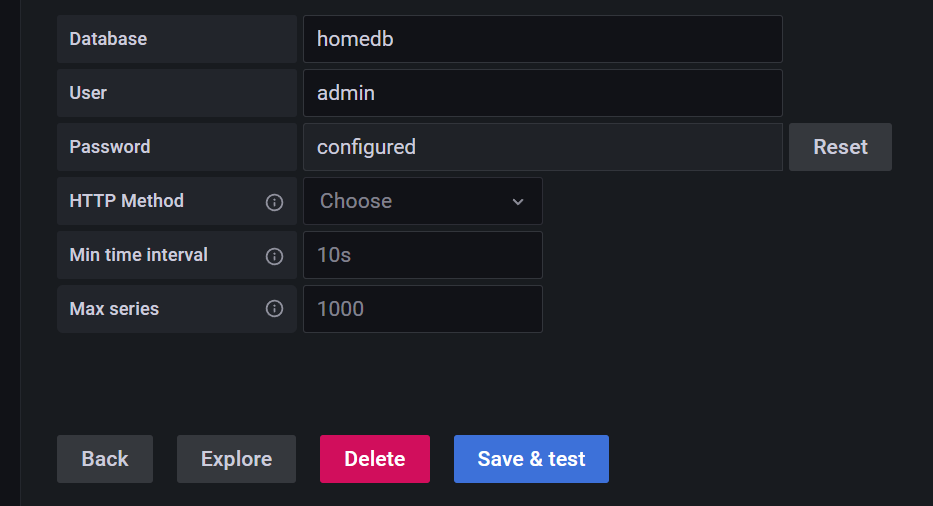 Database homedb
User admin
Password configured Reset
HTTP Method Choose
Min time interval 10s
Max series 1000
Back Explore Delete Save & test